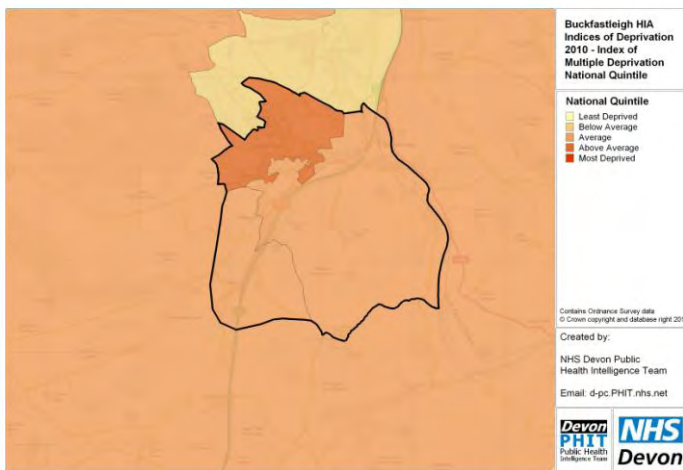 Buckfastleigh HIA
Indices of Deprivation
2010 - Index of
Multiple Deprivation
National Quintile
National Quintile
Least Deprived
Below Average
Average
Above Average
Most Deprived
Contains Ordnance Survey data
© Crown copyright and database right
Created by:
NHS Devon Public
Health Intelligence Team
Email: d-pc.PHIT.nhs.net
Devon
PHIT
Public Health
Intelligence Team
NHS
Devon